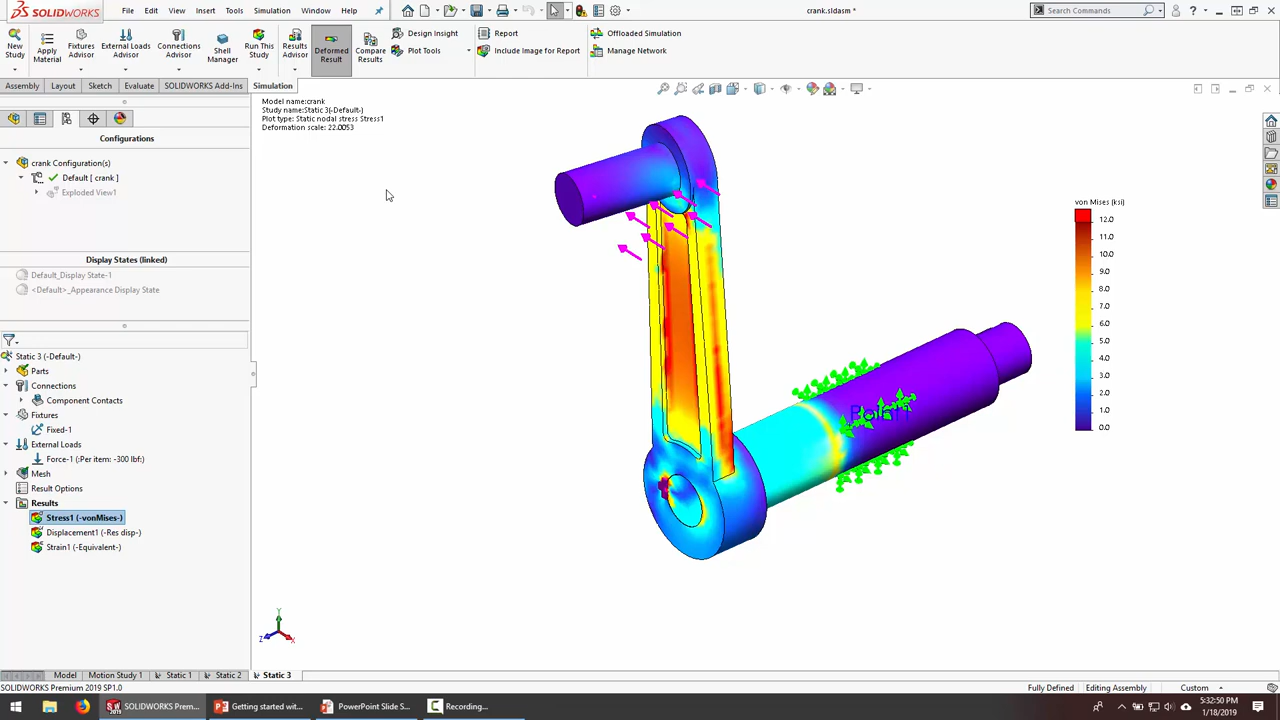 SOLIDWORKS File Edit View Insert Tools Simulation Window Help crank.sldasm * Search Commands
New Study Apply Material Fixtures Advisor External Loads Advisor Connections Advisor Shell Manager Run This Study Results Advisor Deformed Result Compare Results Design Insight Plot Tools Report Include Image for Report Offloaded Simulation Manage Network
Assembly Layout Sketch Evaluate SOLIDWORKS Add-Ins Simulation
Configurations
crank Configuration(s)
Default [ crank ]
Exploded View1
Display States (linked)
Default_Display State-1
<Default>_Appearance Display State
Static 3 (-Default-)
Parts
Connections
Component Contacts
Fixtures
Fixed-1
External Loads
Force-1 (:Per item: -300 lbf:)
Mesh
Result Options
Results
Stress1 (-vonMises-)
Displacement1 (-Res disp-)
Strain1 (-Equivalent-)
Model name:crank
Study name:Static 3(-Default-)
Plot type: Static nodal stress Stress1
Deformation scale: 22.0053
von Mises (ksi)
12.0
11.0
10.0
9.0
8.0
7.0
6.0
5.0
4.0
3.0
2.0
1.0
0.0
Y
Z
X
Model Motion Study 1 Static 1 Static 2 Static 3
SOLIDWORKS Premium 2019 SP1.0 Fully Defined Editing Assembly Custom
SOLIDWORKS Prem... Getting started wit... PowerPoint Slide S... Recording...
5:32:50 PM
1/18/2019